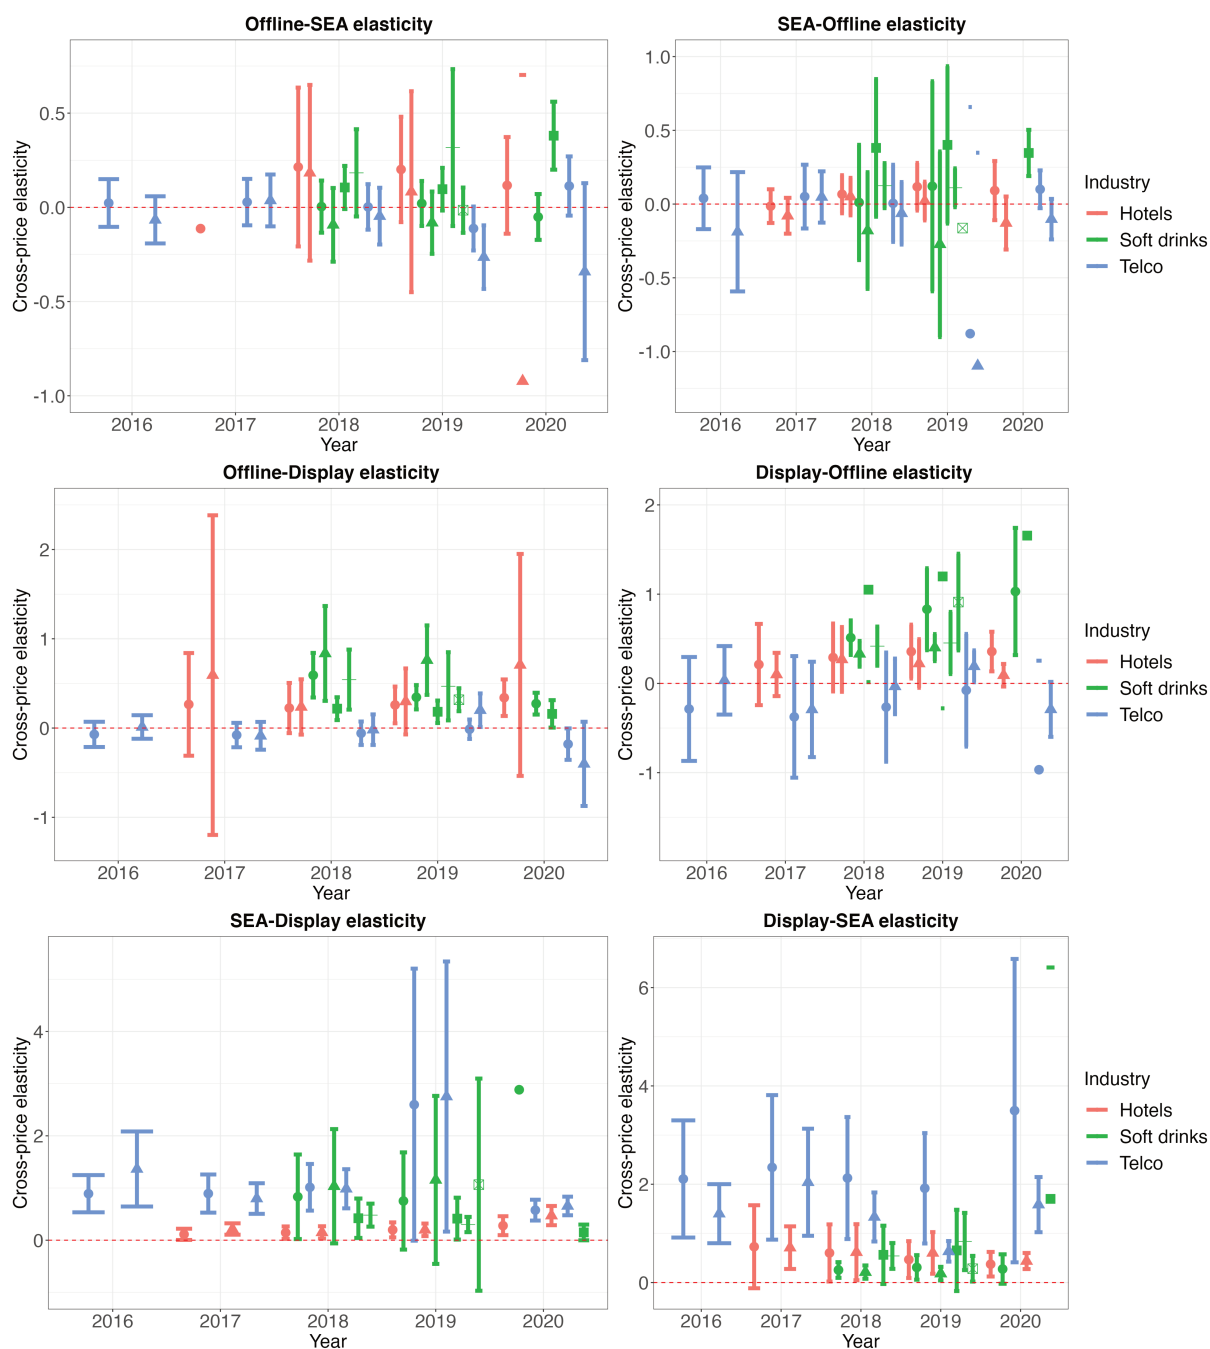 Offline-SEA elasticity
Cross-price elasticity
0.5
0.0
-0.5
-1.0
2016 2017 2018 2019 2020
Year
SEA-Offline elasticity
Cross-price elasticity
1.0
0.5
0.0
-0.5
-1.0
2016 2017 2018 2019 2020
Year
Industry
Hotels
Soft drinks
Telco
Offline-Display elasticity
Cross-price elasticity
2
1
0
-1
2016 2017 2018 2019 2020
Year
Display-Offline elasticity
Cross-price elasticity
2
1
0
-1
2016 2017 2018 2019 2020
Year
Industry
Hotels
Soft drinks
Telco
SEA-Display elasticity
Cross-price elasticity
4
2
0
2016 2017 2018 2019 2020
Year
Display-SEA elasticity
Cross-price elasticity
6
4
2
0
2016 2017 2018 2019 2020
Year
Industry
Hotels
Soft drinks
Telco